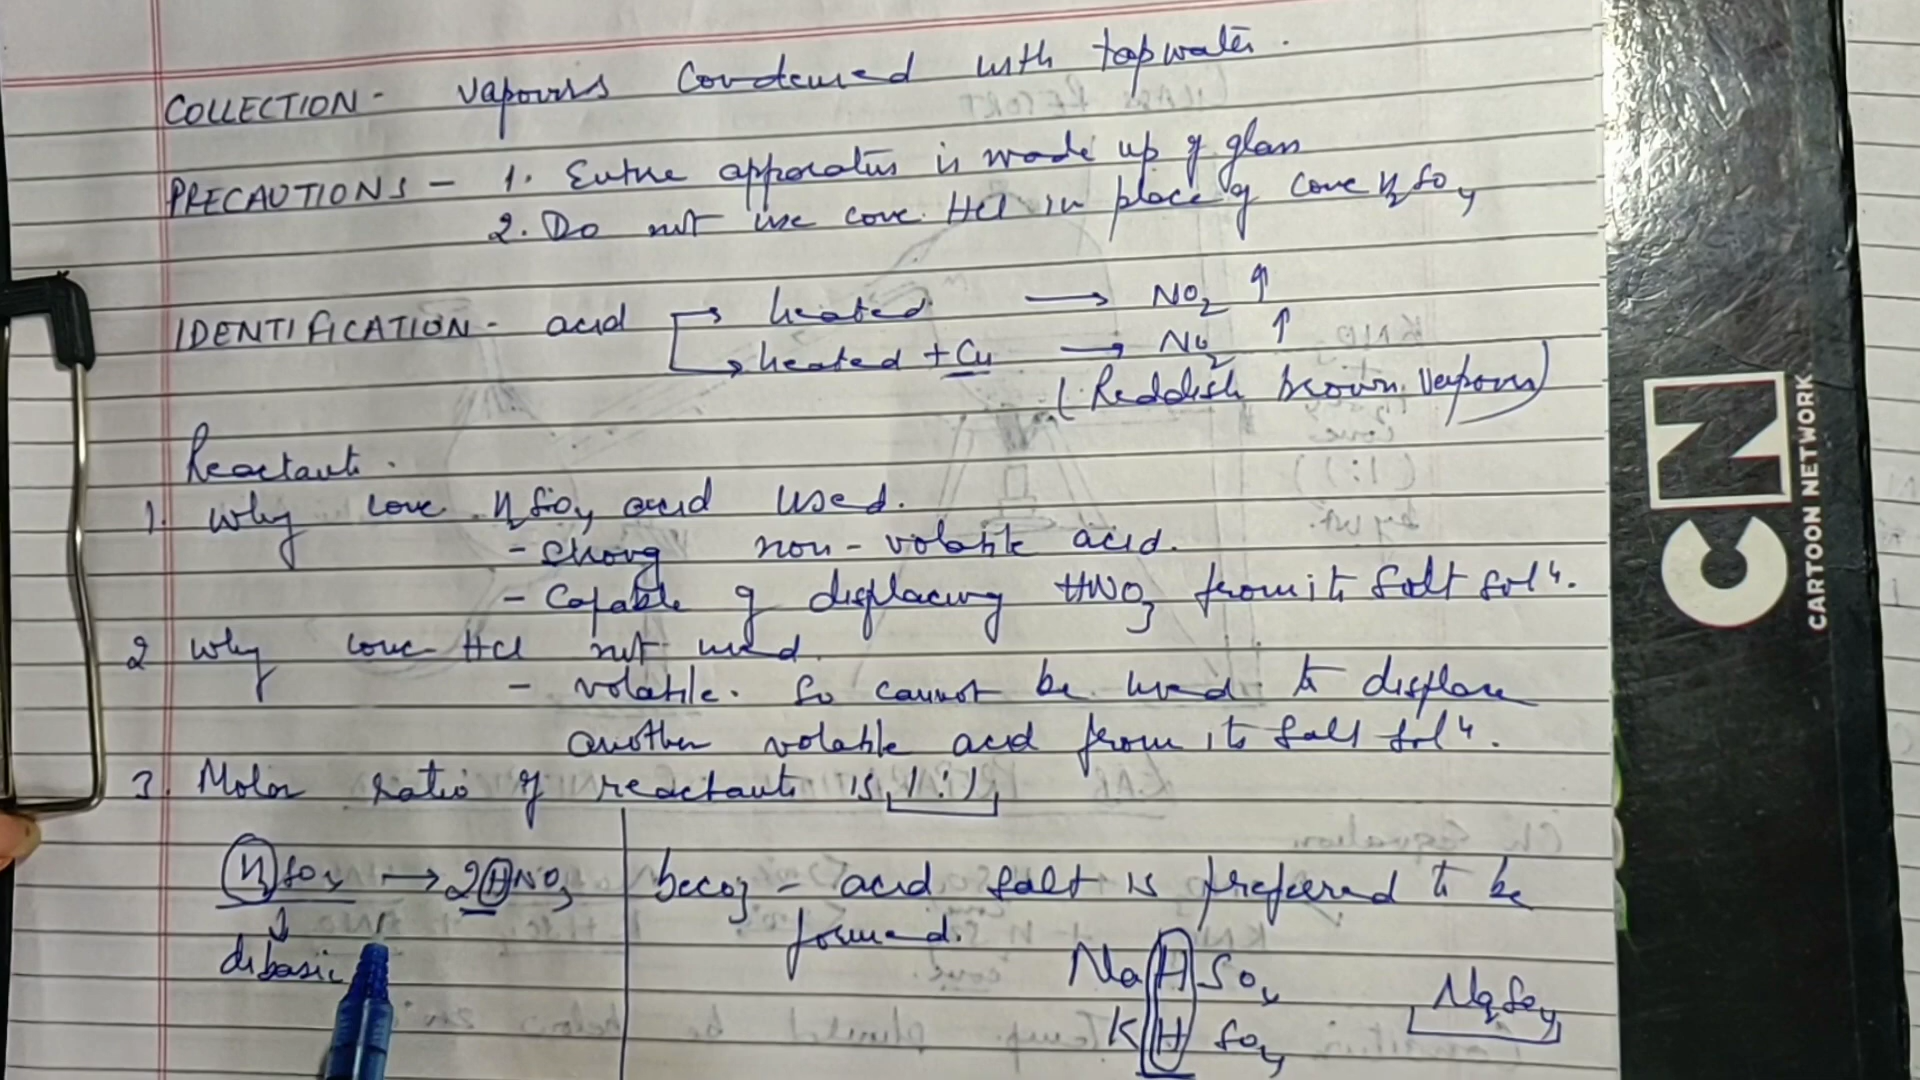 COLLECTION - vapours Condensed with tap water.
PRECAUTIONS - 1. Entire apparatus is made up of glass
2. Do not use conc. HCl in place of conc H2SO4
IDENTIFICATION - acid → heated → NO2 ↑
→ heated + Cu → NO2 ↑
(Reddish brown vapours)
Reactants.
1. Why conc. H2SO4 acid used.
- Strong non-volatile acid.
- Capable of displacing HNO3 from its salt solⁿ.
2 Why conc HCl not used.
- volatile. So cannot be used to displace
another volatile acid from its salt solⁿ.
3. Molar ratio of reactants is 1:1,
H2SO4 → 2HNO3
↓
dibasic
becoz - acid salt is preferred to be
formed.
NaHSO4
KHSO4
Na2SO4
CN
CARTOON NETWORK